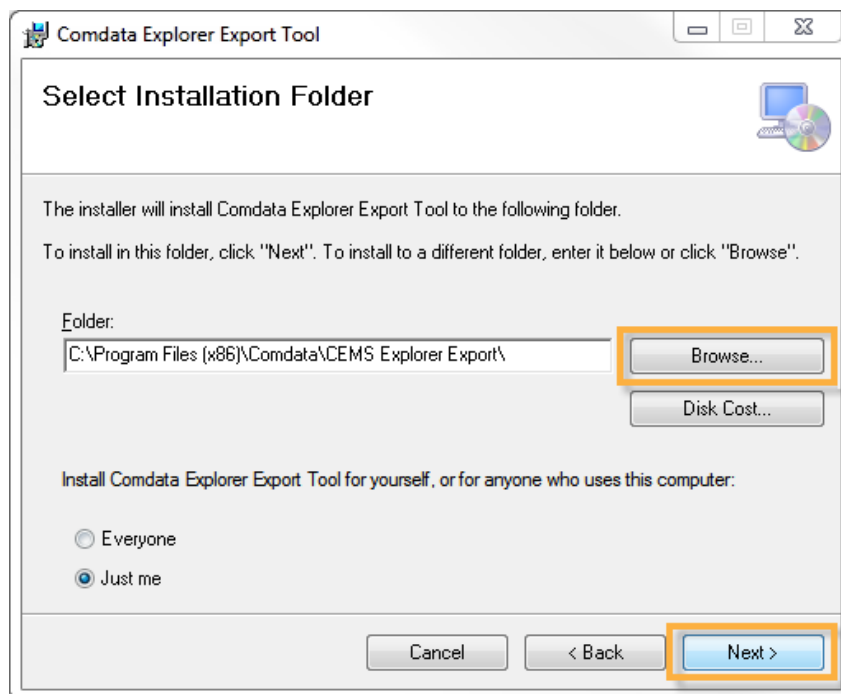 Comdata Explorer Export Tool
Select Installation Folder
The installer will install Comdata Explorer Export Tool to the following folder.
To install in this folder, click "Next". To install to a different folder, enter it below or click "Browse".
Folder:
C:\Program Files (x86)\Comdata\CEMS Explorer Export\
Browse...
Disk Cost...
Install Comdata Explorer Export Tool for yourself, or for anyone who uses this computer:
Everyone
Just me
Cancel
< Back
Next >